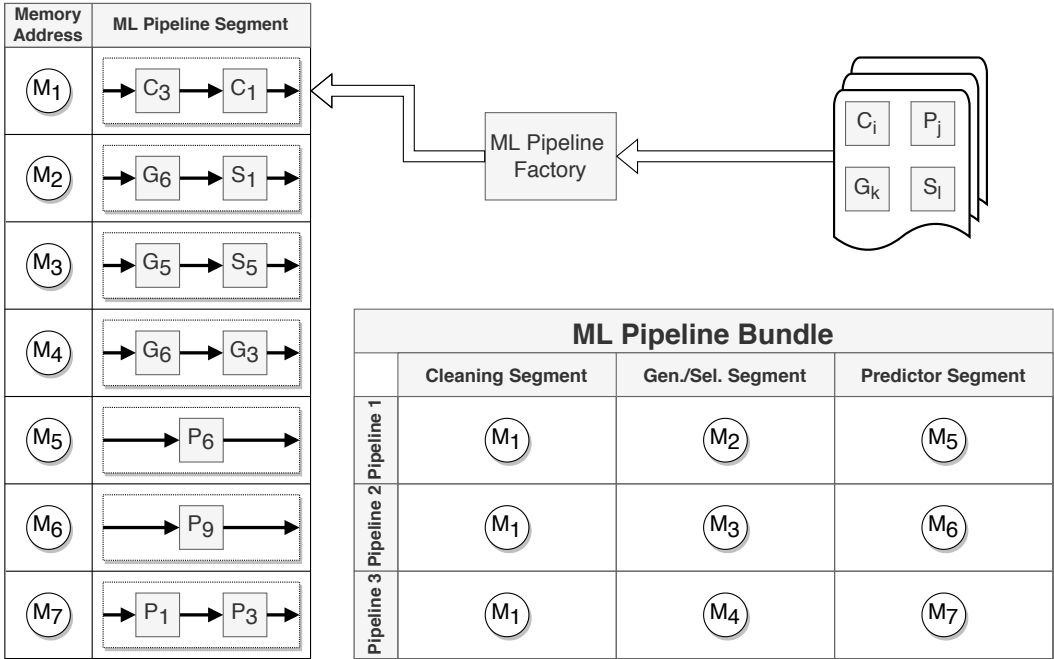 Memory
Address
ML Pipeline Segment
M1
C3 C1
M2
G6 S1
M3
G5 S5
M4
G6 G3
M5
P6
M6
P9
M7
P1 P3
ML Pipeline
Factory
Ci Pj
Gk Sl
ML Pipeline Bundle
Cleaning Segment Gen./Sel. Segment Predictor Segment
Pipeline 1 M1 M2 M5
Pipeline 2 M1 M3 M6
Pipeline 3 M1 M4 M7